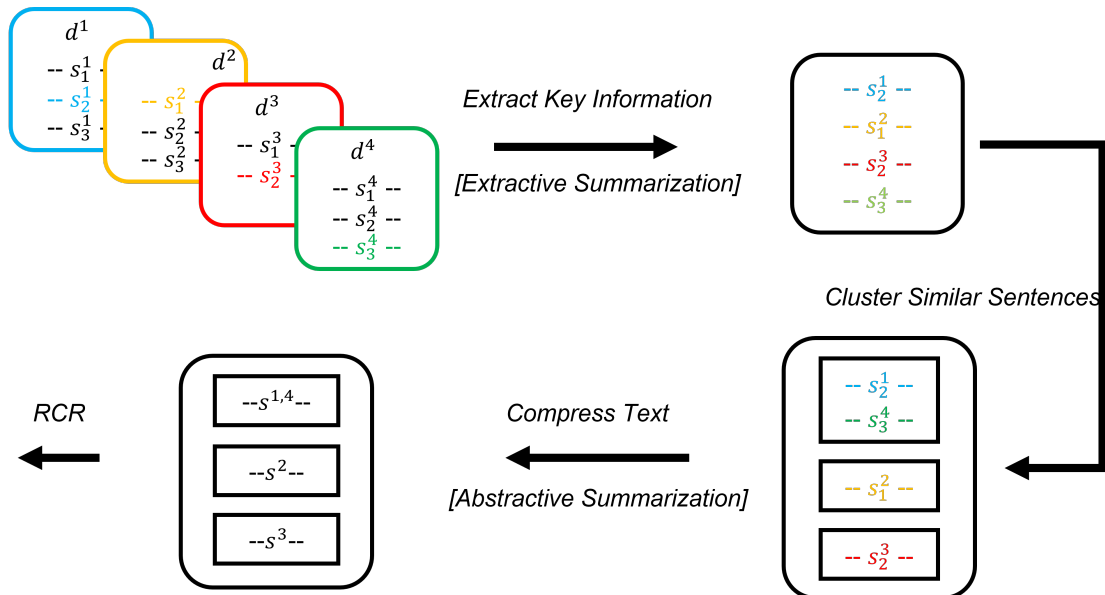 d¹
-- s₁¹ --
-- s₂¹ --
-- s₃¹ --
d²
-- s₁² --
-- s₂² --
-- s₃² --
d³
-- s₁³ --
-- s₂³ --
d⁴
-- s₁⁴ --
-- s₂⁴ --
-- s₃⁴ --
Extract Key Information
[Extractive Summarization]
-- s₂¹ --
-- s₁² --
-- s₂³ --
-- s₃⁴ --
Cluster Similar Sentences
-- s₂¹ --
-- s₃⁴ --
-- s₁² --
-- s₂³ --
Compress Text
[Abstractive Summarization]
--s¹,⁴--
--s²--
--s³--
RCR